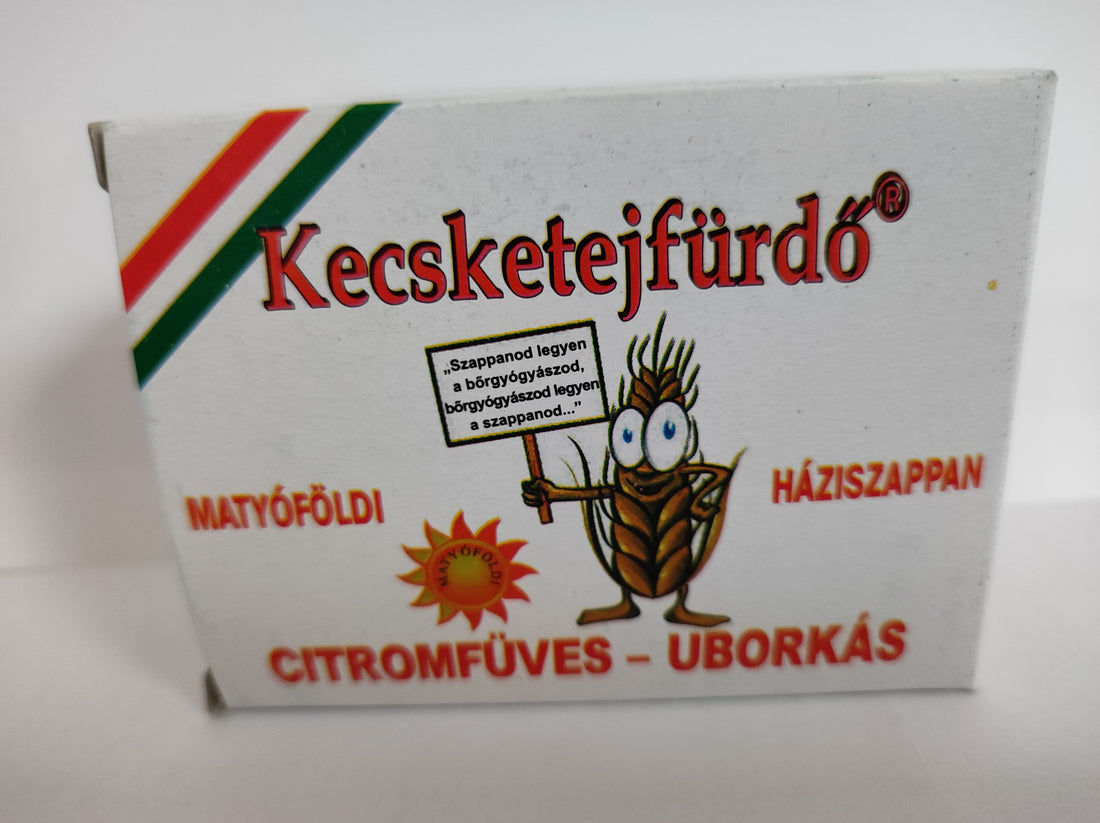 Kecsketejfürdő®
„Szappanod legyen
a bőrgyógyászod,
bőrgyógyászod legyen
a szappanod...”
MATYÓFÖLDI
HÁZISZAPPAN
MATYÓFÖLDI
CITROMFÜVES – UBORKÁS